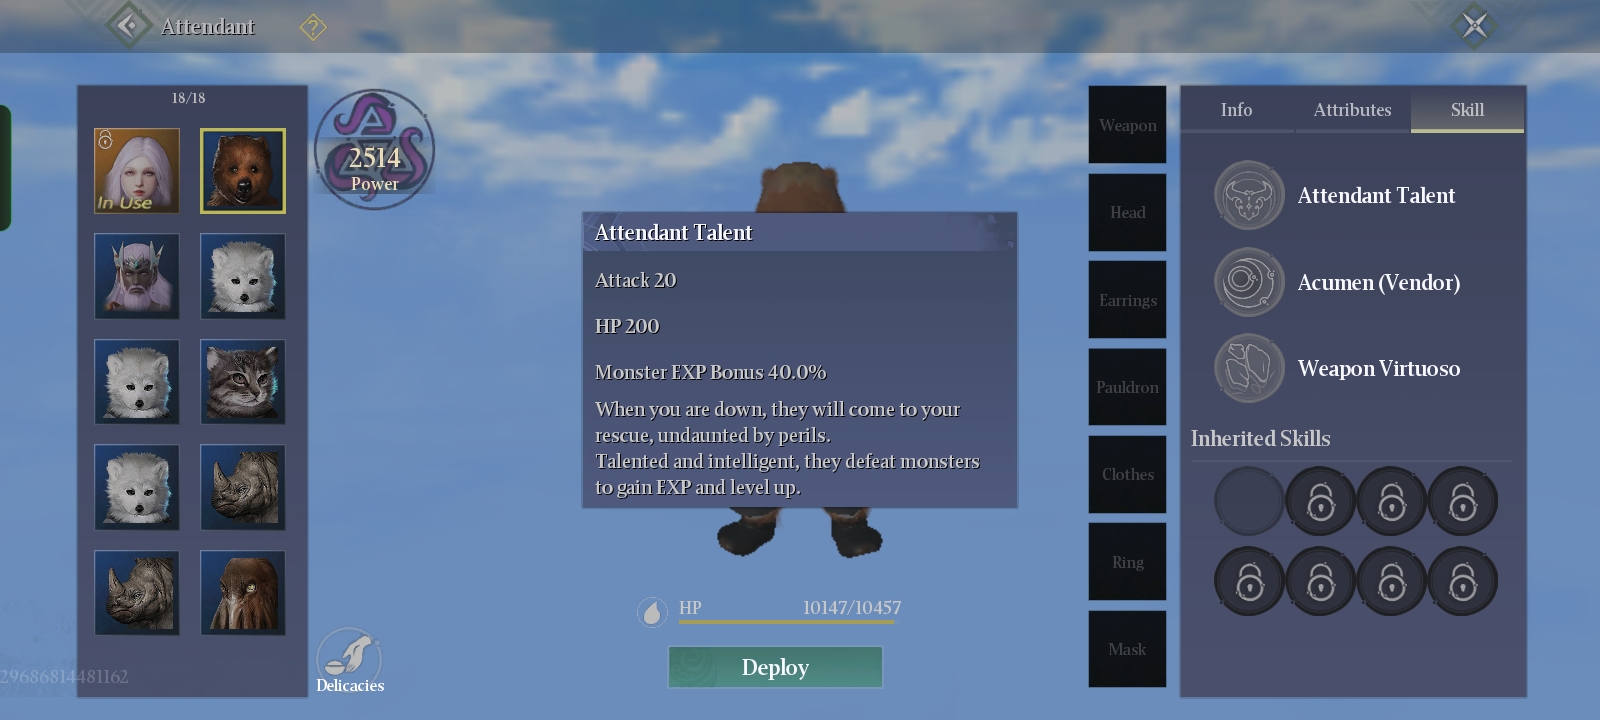 Attendant
?
18/18
In Use
2514
Power
Delicacies
29686814481162
Attendant Talent
Attack 20
HP 200
Monster EXP Bonus 40.0%
When you are down, they will come to your
rescue, undaunted by perils.
Talented and intelligent, they defeat monsters
to gain EXP and level up.
HP 10147/10457
Deploy
Weapon
Head
Earrings
Pauldron
Clothes
Ring
Mask
Info Attributes Skill
Attendant Talent
Acumen (Vendor)
Weapon Virtuoso
Inherited Skills